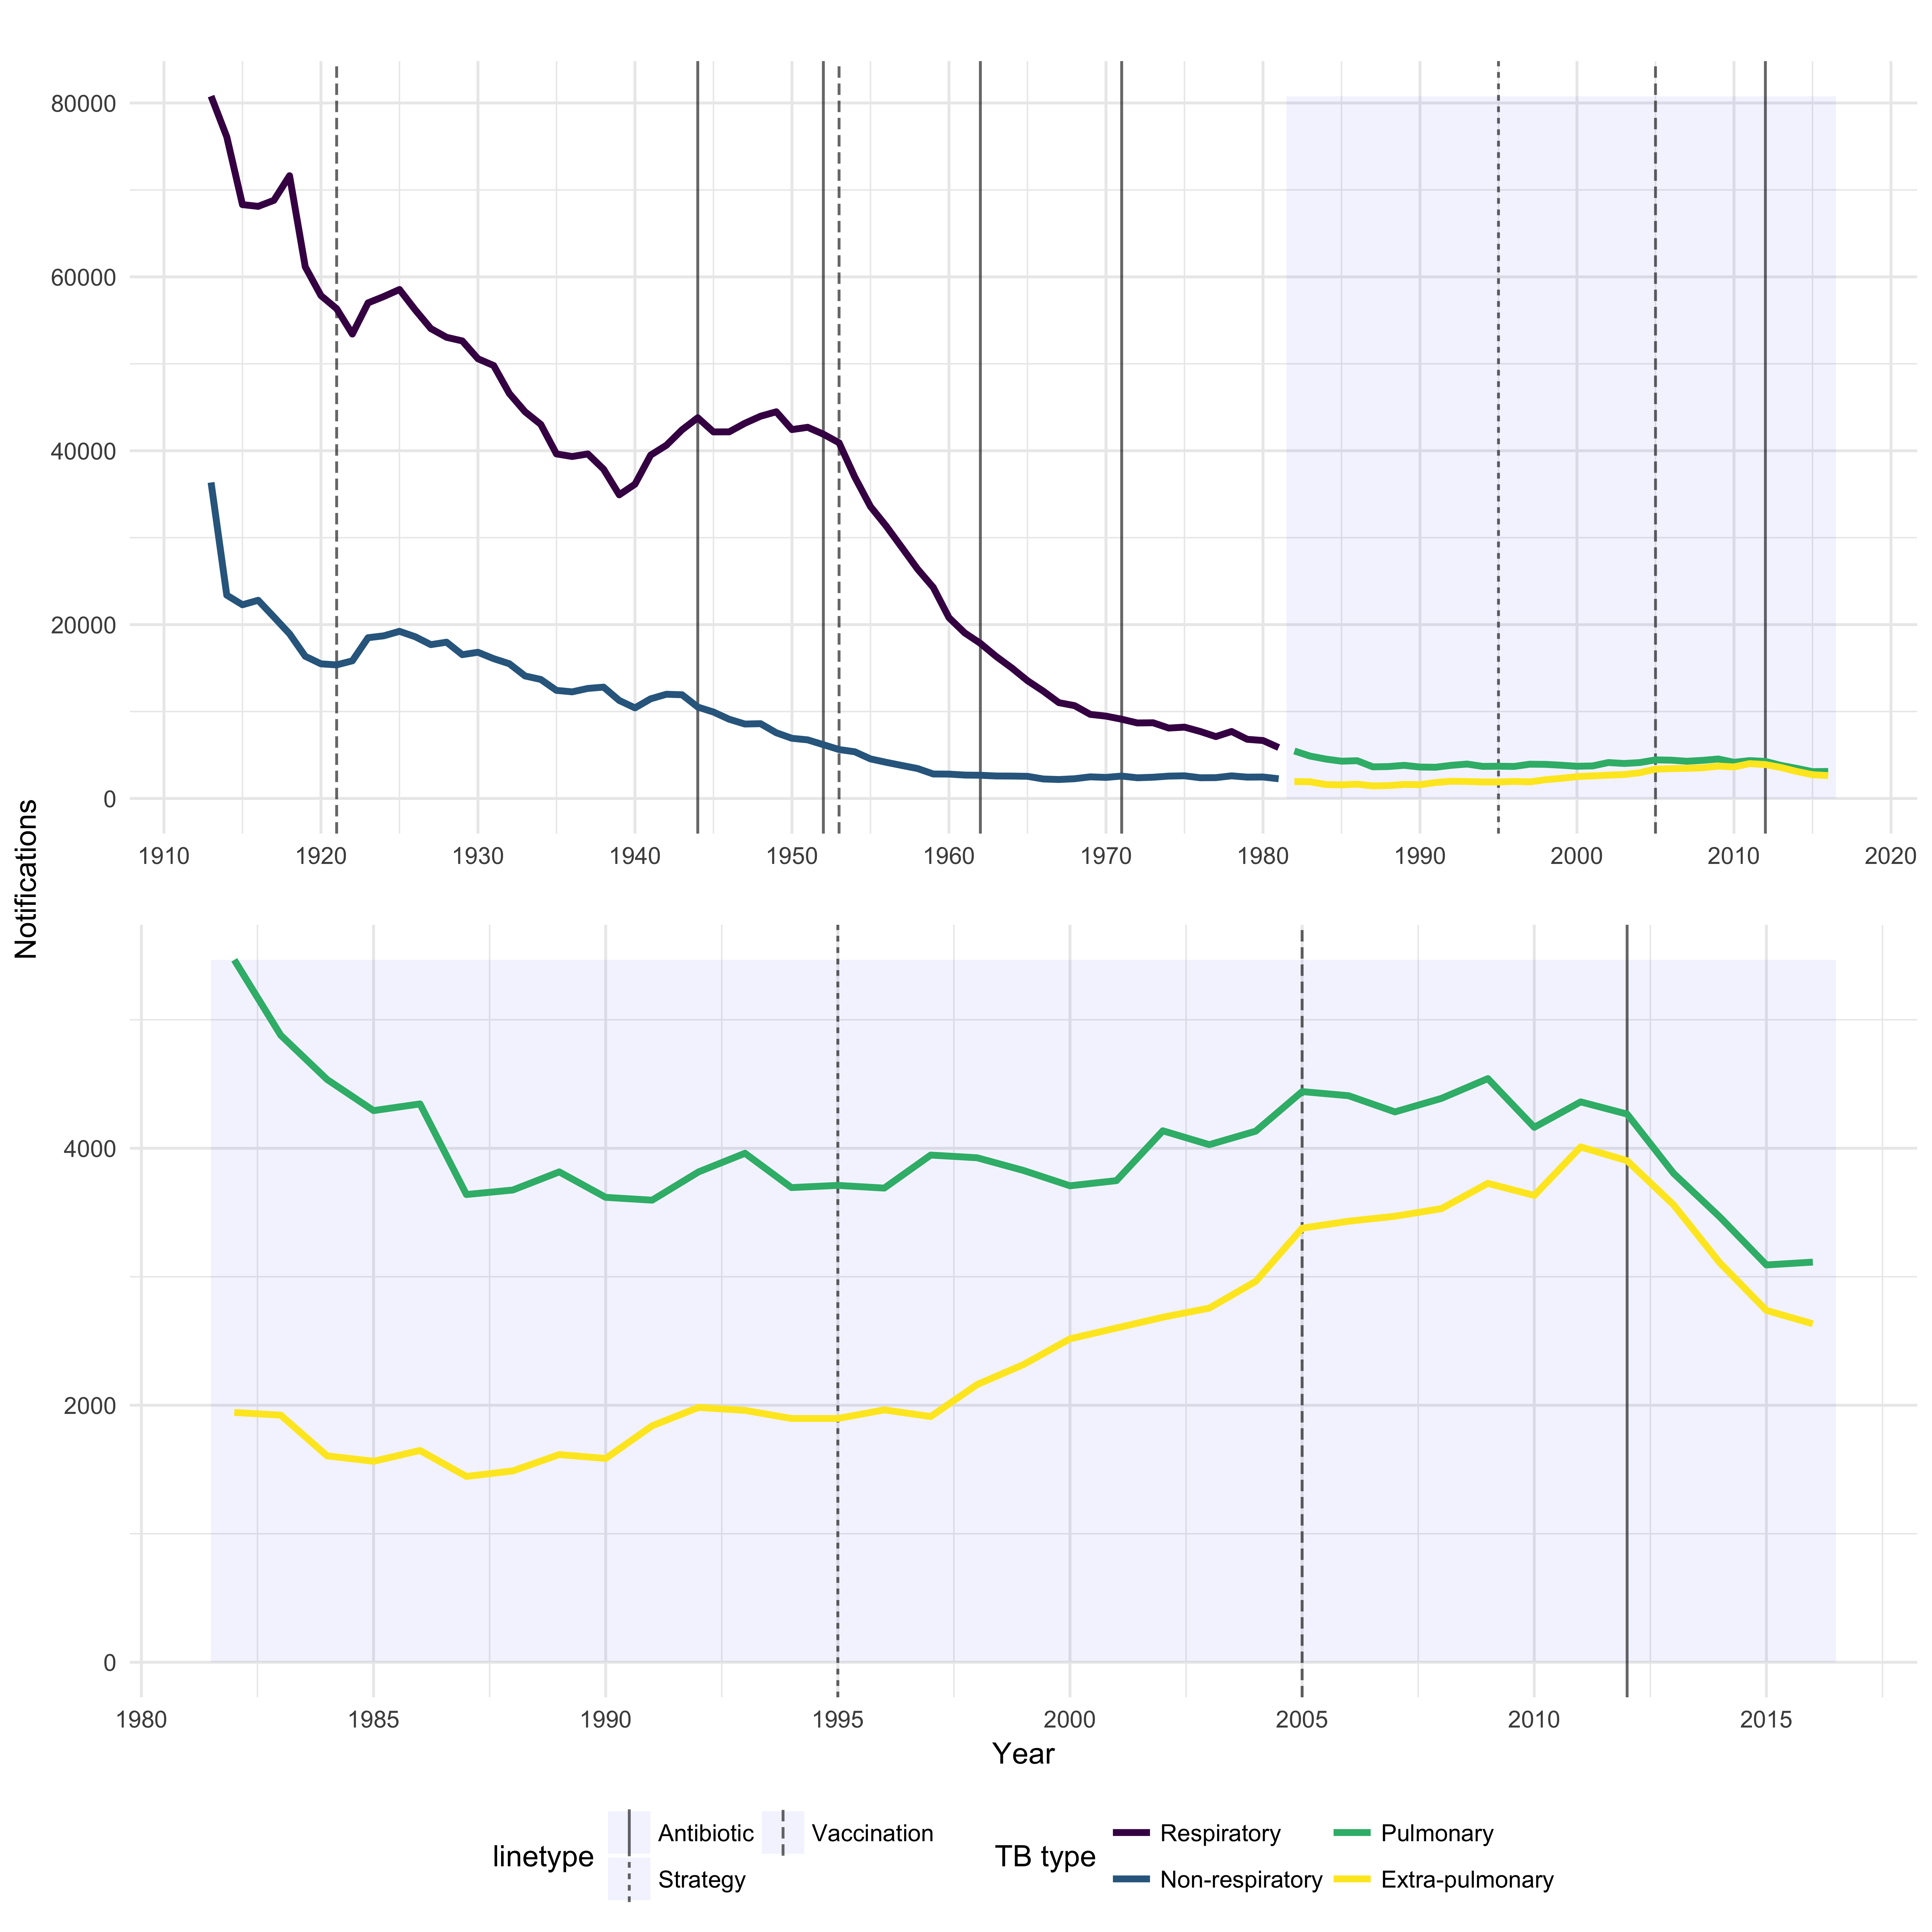 80000
60000
40000
20000
0
1910 1920 1930 1940 1950 1960 1970 1980 1990 2000 2010 2020
Notifications
4000
2000
0
1980 1985 1990 1995 2000 2005 2010 2015
Year
linetype
Antibiotic Vaccination
Strategy
TB type
Respiratory Pulmonary
Non-respiratory Extra-pulmonary